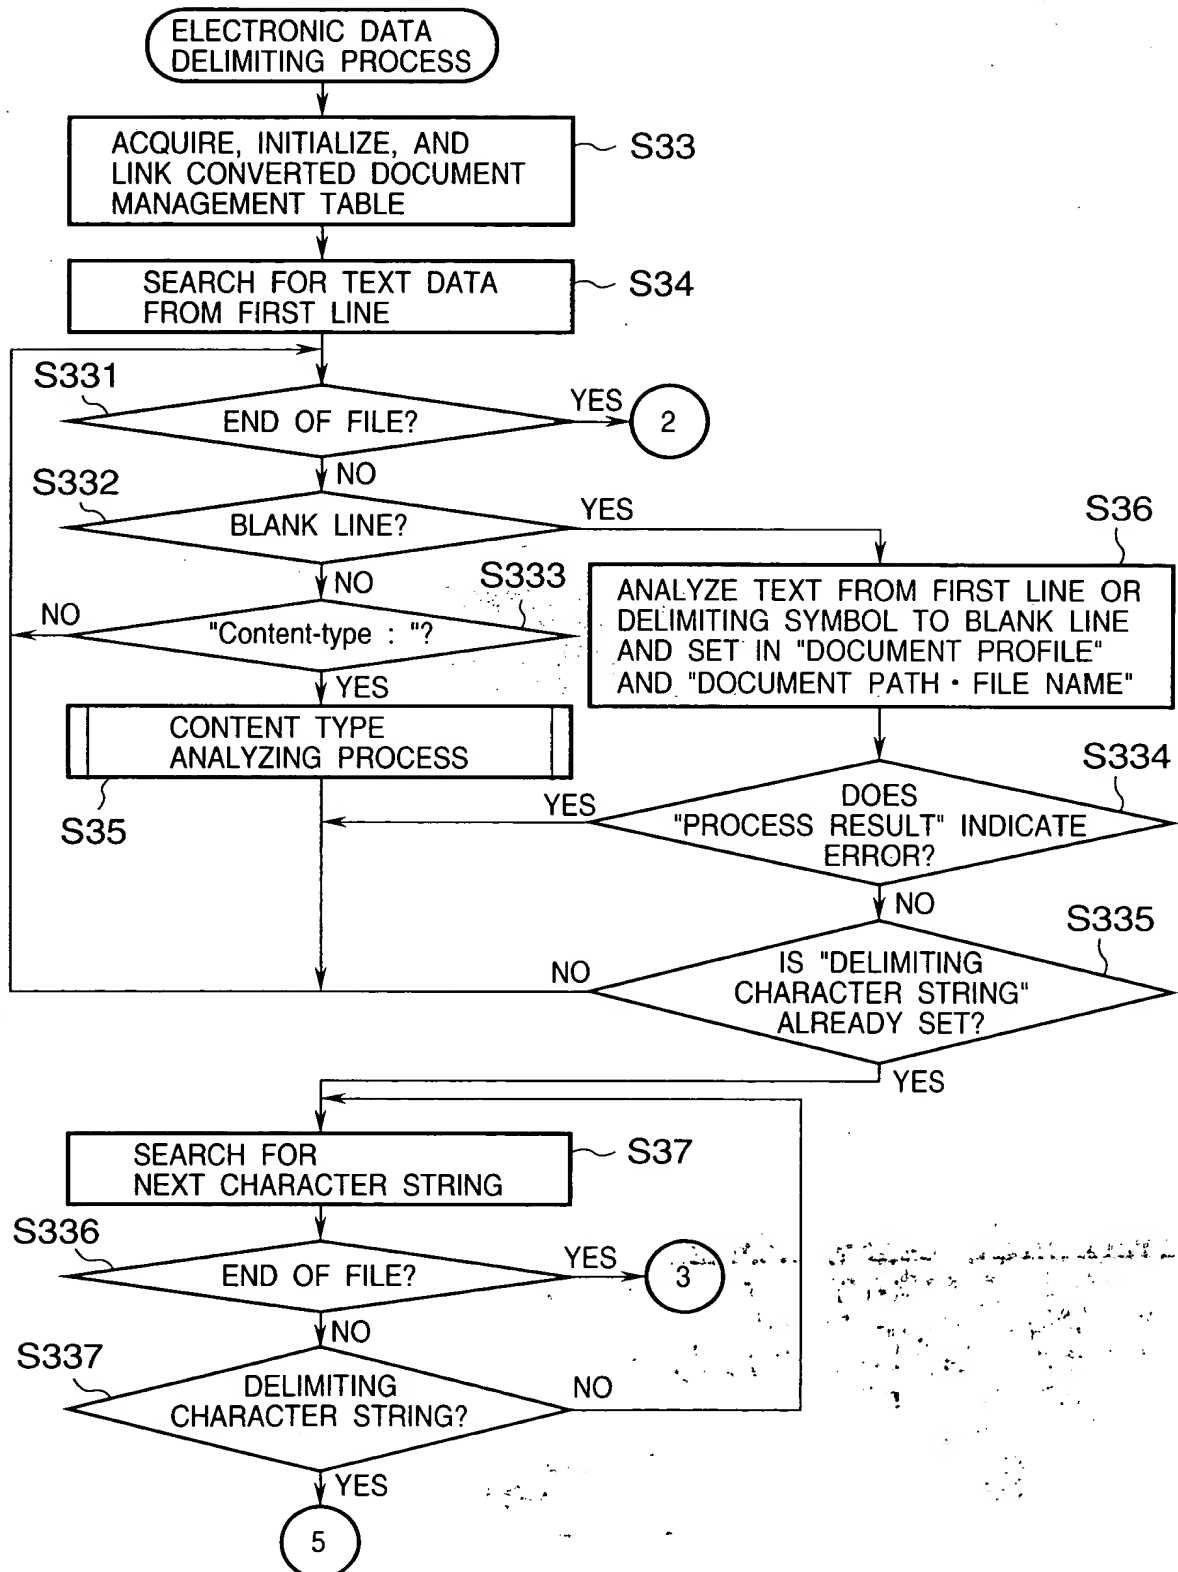 ELECTRONIC DATA
DELIMITING PROCESS
ACQUIRE, INITIALIZE, AND
LINK CONVERTED DOCUMENT
MANAGEMENT TABLE
S33
SEARCH FOR TEXT DATA
FROM FIRST LINE
S34
S331
END OF FILE?
YES
2
NO
S332
BLANK LINE?
YES
NO
S36
ANALYZE TEXT FROM FIRST LINE OR
DELIMITING SYMBOL TO BLANK LINE
AND SET IN "DOCUMENT PROFILE"
AND "DOCUMENT PATH・FILE NAME"
S333
NO
"Content-type : "?
YES
CONTENT TYPE
ANALYZING PROCESS
S35
S334
YES
DOES
"PROCESS RESULT" INDICATE
ERROR?
NO
S335
NO
IS "DELIMITING
CHARACTER STRING"
ALREADY SET?
YES
SEARCH FOR
NEXT CHARACTER STRING
S37
S336
END OF FILE?
YES
3
NO
S337
DELIMITING
CHARACTER STRING?
NO
YES
5